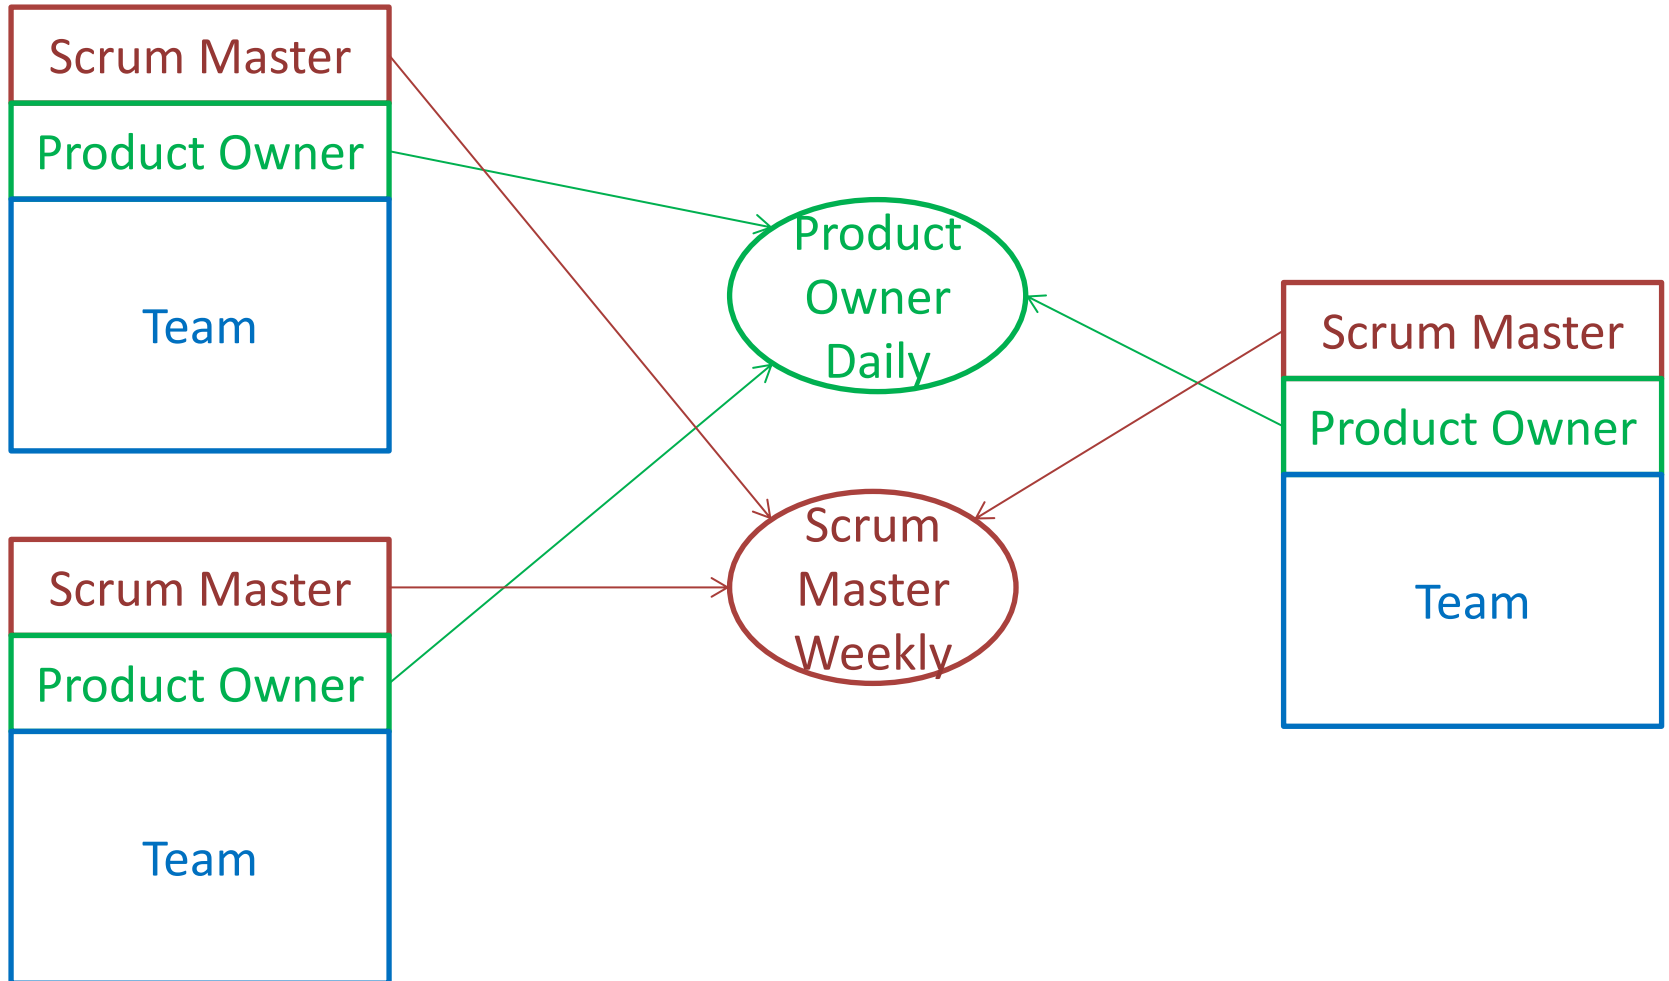 Scrum Master
Product Owner
Team
Scrum Master
Product Owner
Team
Product
Owner
Daily
Scrum
Master
Weekly
Scrum Master
Product Owner
Team